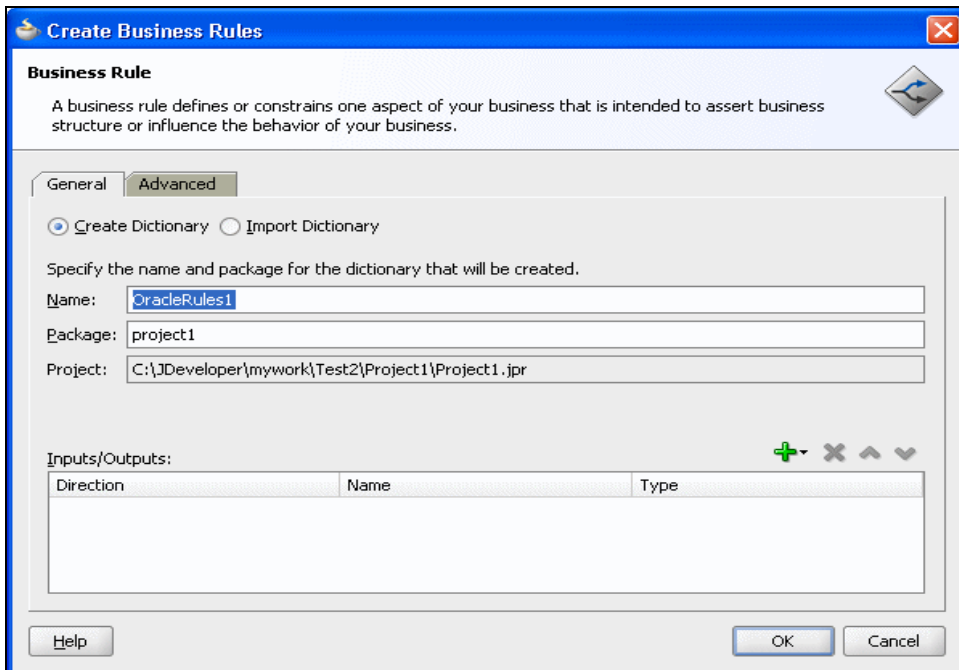 Create Business Rules
Business Rule
A business rule defines or constrains one aspect of your business that is intended to assert business
structure or influence the behavior of your business.
General Advanced
Create Dictionary Import Dictionary
Specify the name and package for the dictionary that will be created.
Name: OracleRules1
Package: project1
Project: C:\JDeveloper\mywork\Test2\Project1\Project1.jpr
Inputs/Outputs:
Direction Name Type
Help OK Cancel